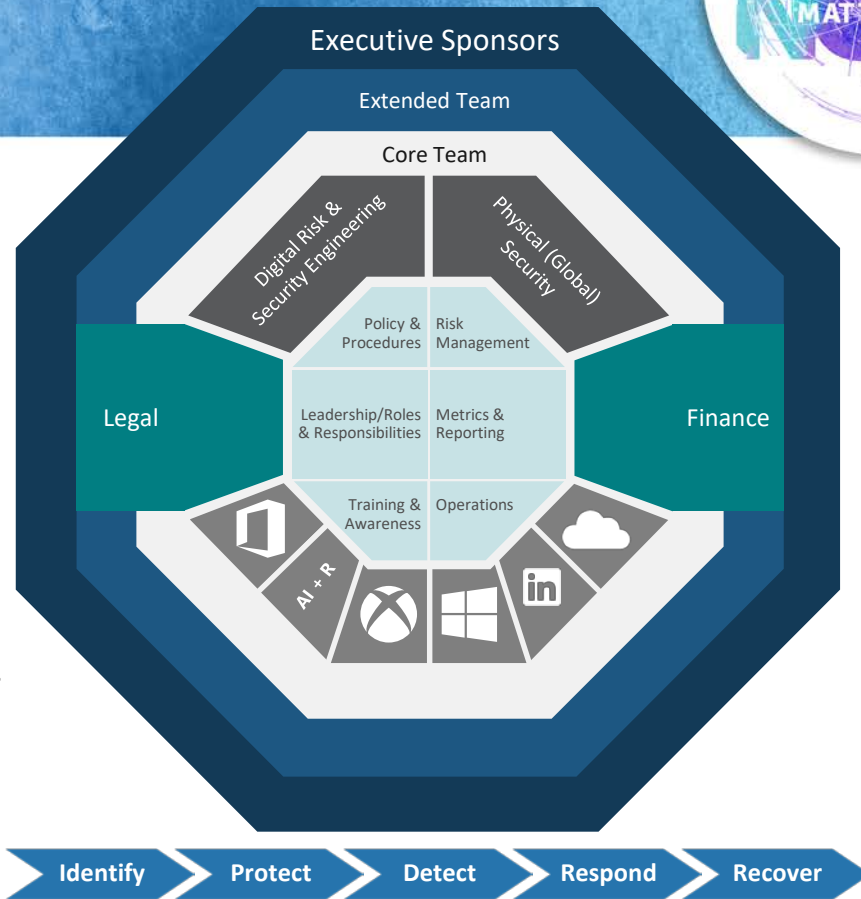 MAT
Executive Sponsors
Extended Team
Core Team
Digital Risk &
Security Engineering
Physical (Global)
Security
Policy &
Procedures
Risk
Management
Legal
Leadership/Roles
& Responsibilities
Metrics &
Reporting
Finance
Training &
Awareness
Operations
AI + R
in
Identify
Protect
Detect
Respond
Recover